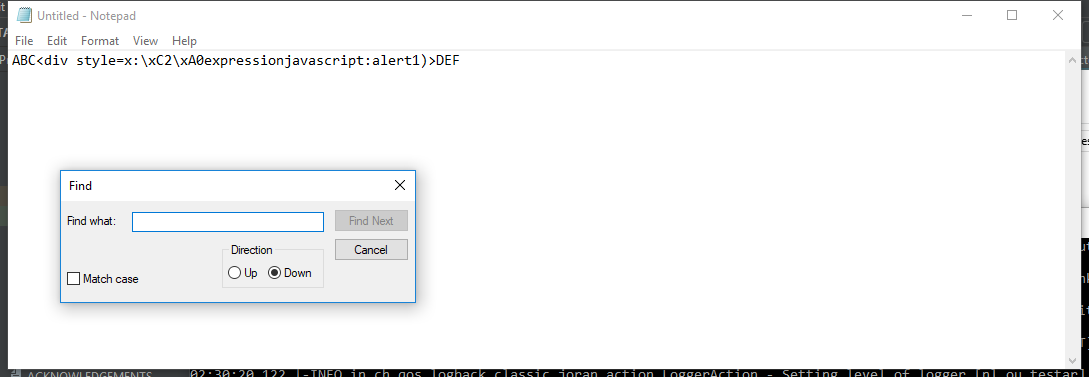 Untitled - Notepad
File Edit Format View Help
ABC<div style=x:\xC2\xA0expressionjavascript:alert1)>DEF
Find
Find what:
Find Next
Direction
Cancel
Up Down
Match case
ACKNOWLEDGEMENTS
02:30:20,122 |-INFO in ch.qos.logback.classic.joran.action.LoggerAction - Setting level of logger [nl.ou.testar]